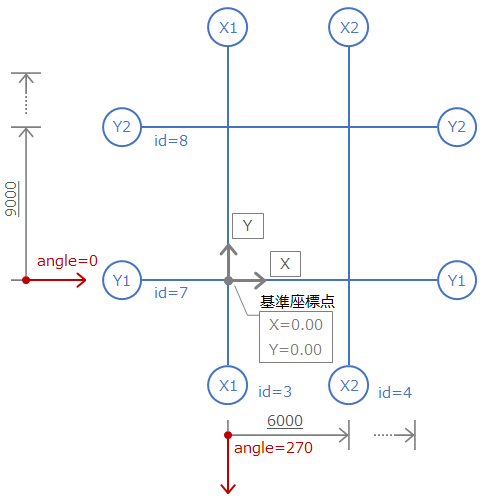 X1
X2
Y2
Y2
id=8
9000
Y
angle=0
X
Y1
Y1
id=7
基準座標点
X=0.00
Y=0.00
X1
id=3
X2
id=4
6000
angle=270